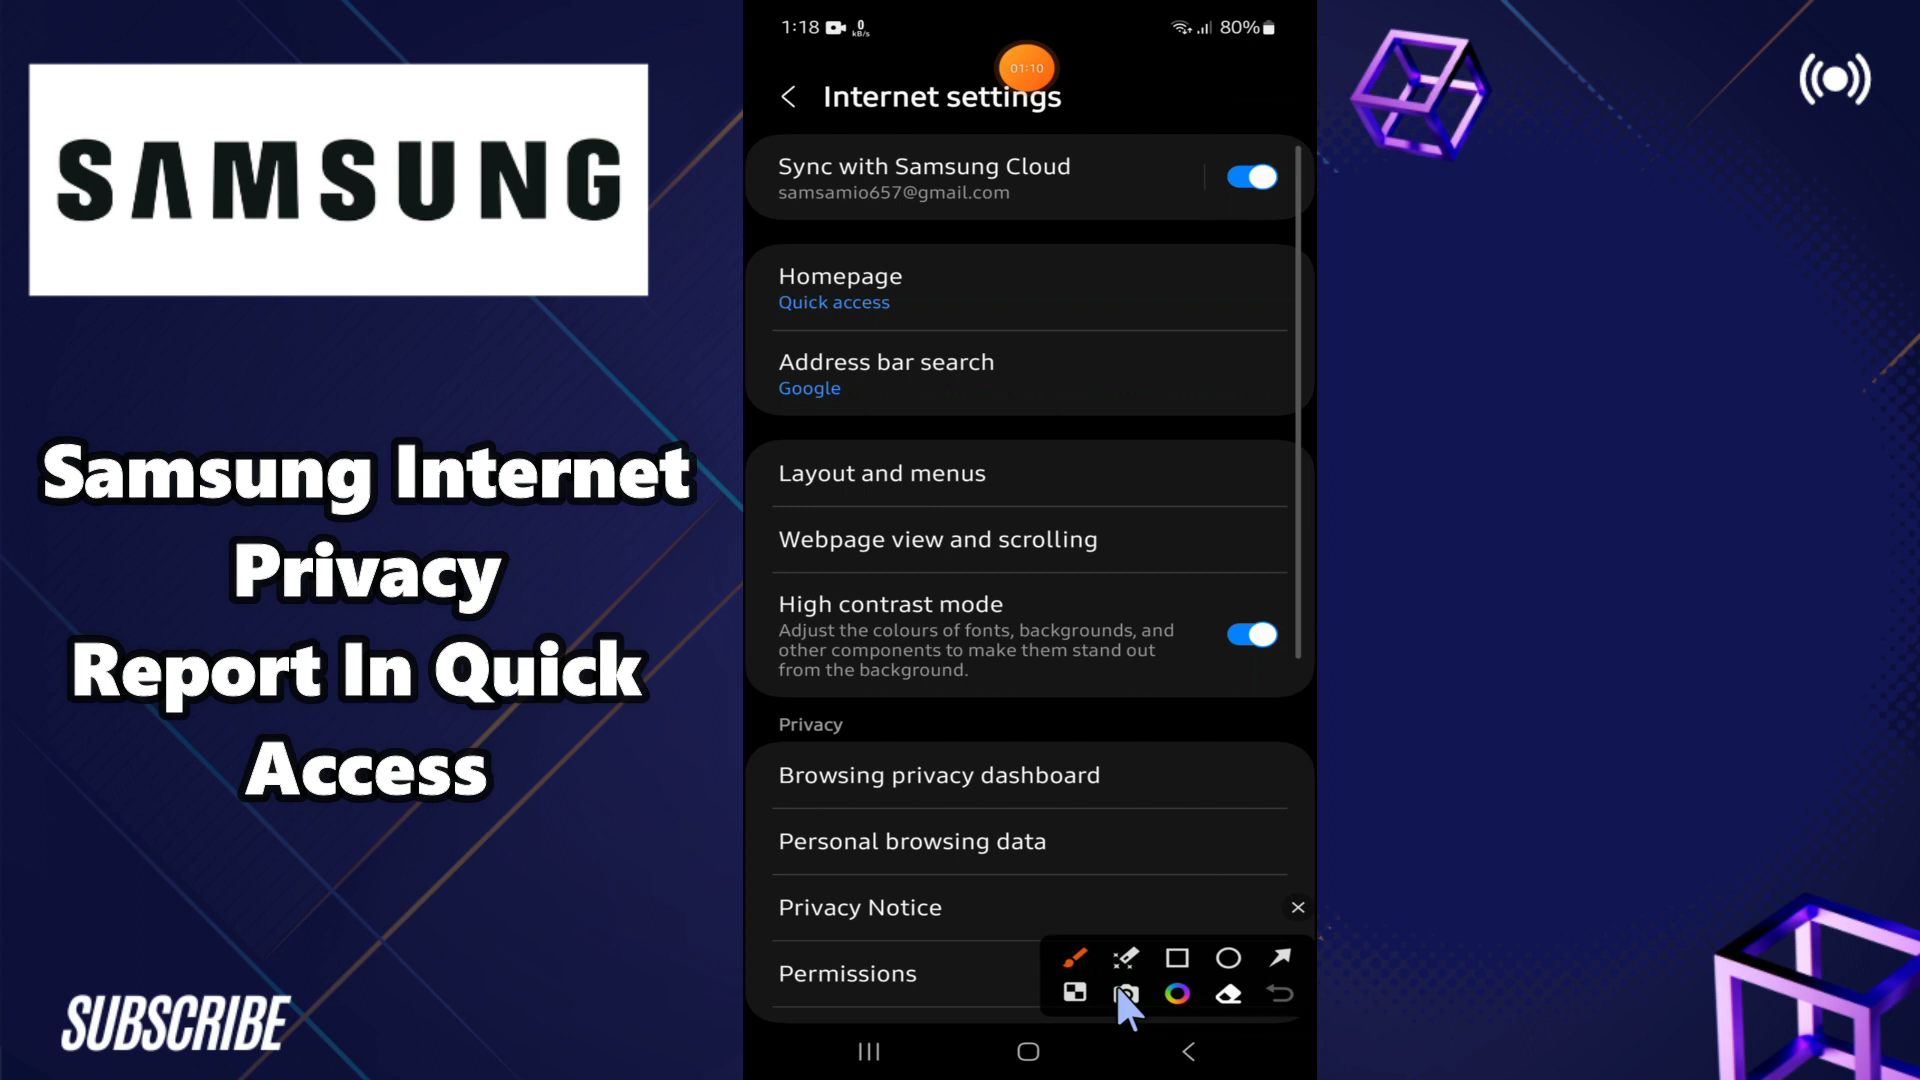 SAMSUNG
Samsung Internet
Privacy
Report In Quick
Access
SUBSCRIBE
1:18
0
kB/s
80%
01:10
Internet settings
Sync with Samsung Cloud
samsamio657@gmail.com
Homepage
Quick access
Address bar search
Google
Layout and menus
Webpage view and scrolling
High contrast mode
Adjust the colours of fonts, backgrounds, and
other components to make them stand out
from the background.
Privacy
Browsing privacy dashboard
Personal browsing data
Privacy Notice
Permissions